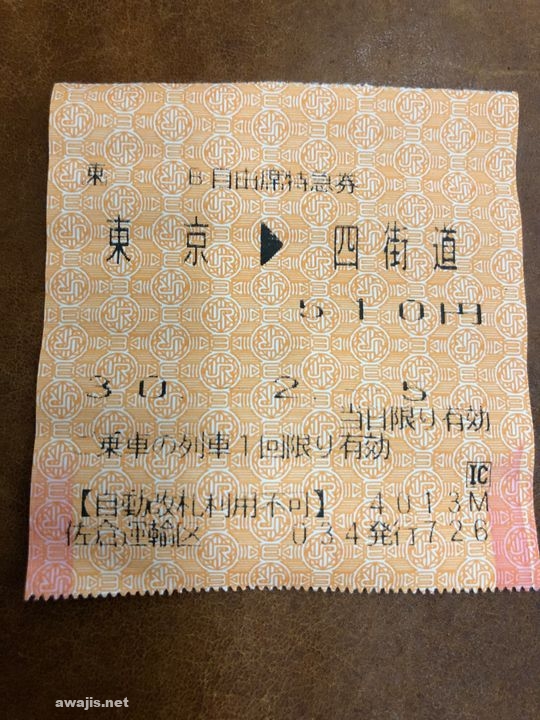 東 B自由席特急券
東京 ▶ 四街道
510円
30. 2. 5
当日限り有効
乗車の列車1回限り有効
IC
【自動改札利用不可】 4013M
佐倉運輸区 034発行726
awajis.net